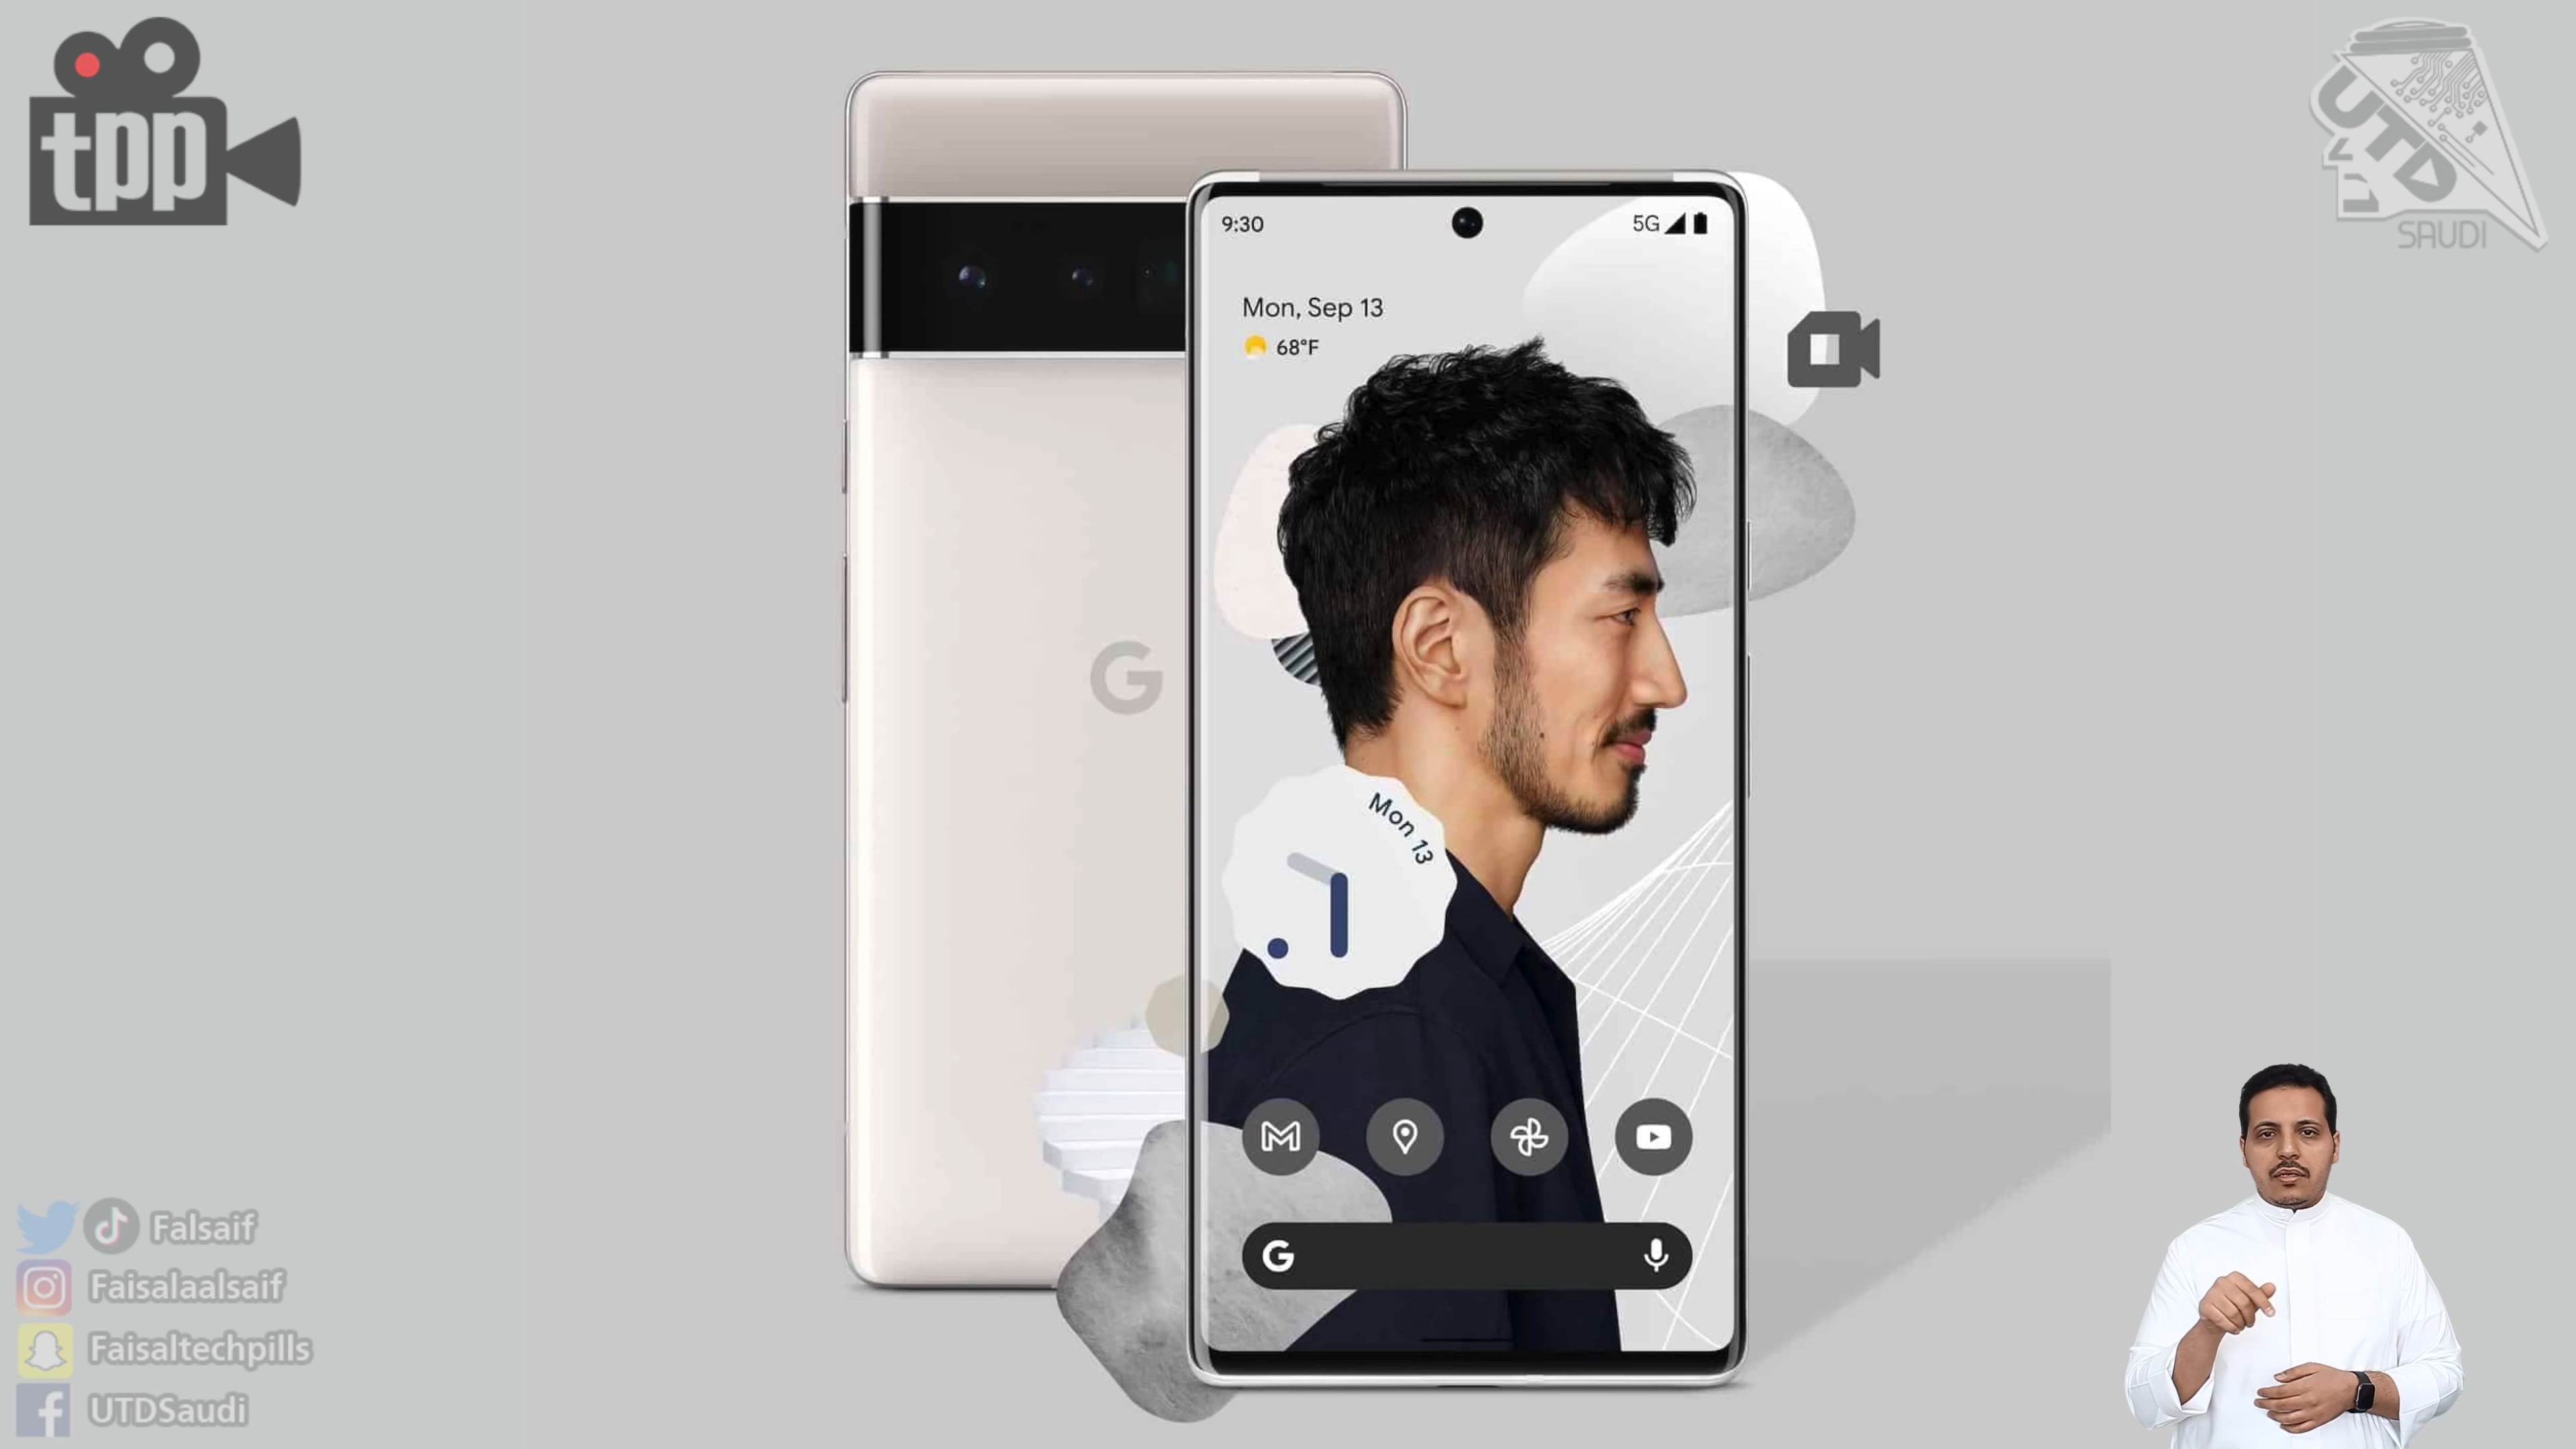 tpp
UTD
SAUDI
9:30
5G
Mon, Sep 13
68°F
G
Mon 13
G
Falsaif
Faisalaalsaif
Faisaltechpills
UTDSaudi